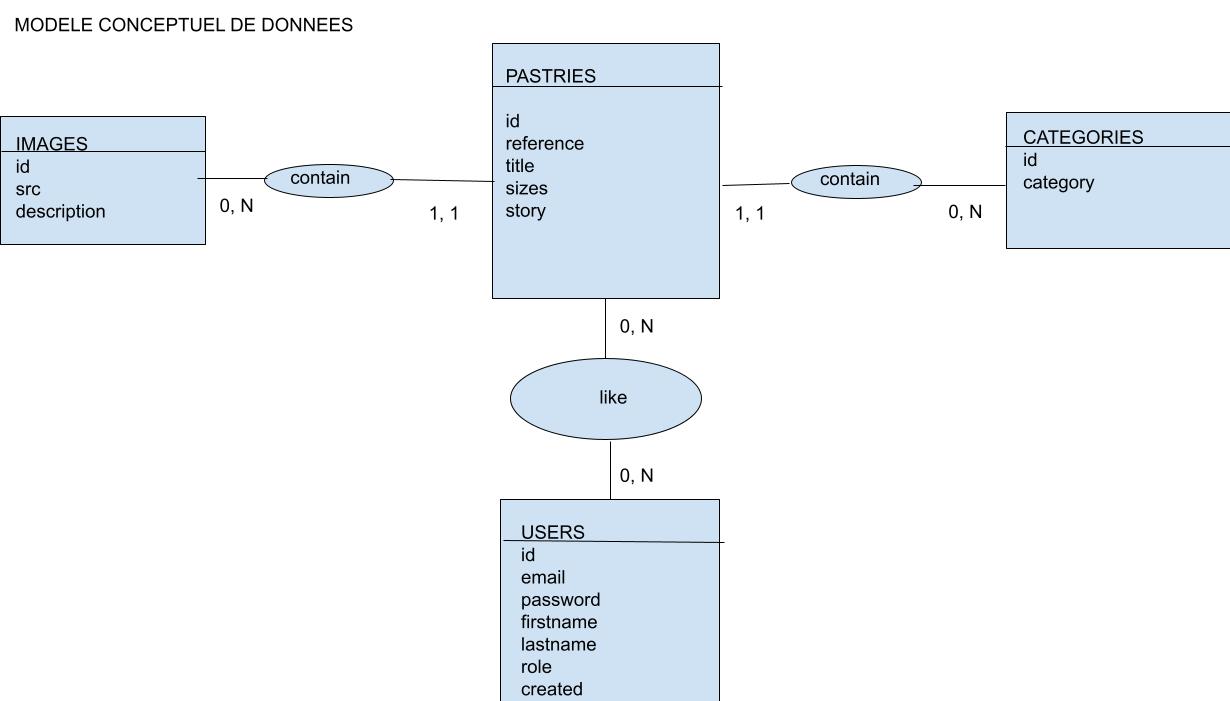 MODELE CONCEPTUEL DE DONNEES
PASTRIES
id
reference
title
sizes
story
IMAGES
id
src
description
contain
0, N
1, 1
CATEGORIES
id
category
contain
1, 1
0, N
0, N
like
0, N
USERS
id
email
password
firstname
lastname
role
created